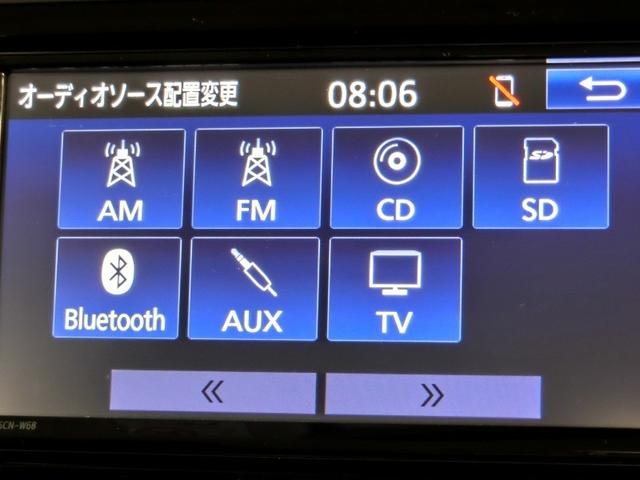 オーディオソース配置変更 08:06
AM FM CD SD
Bluetooth AUX TV
« »
SCN-W68